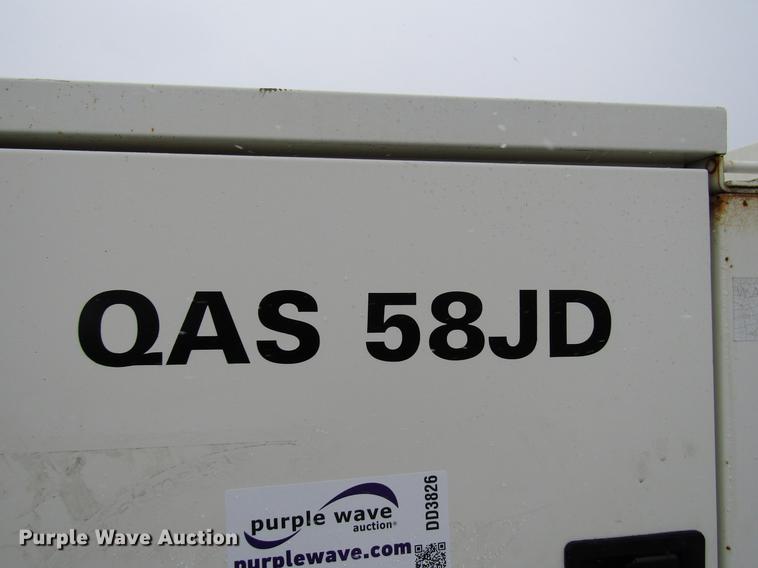 QAS 58JD
purple wave
auction®
DD3826
purplewave.com
Purple Wave Auction